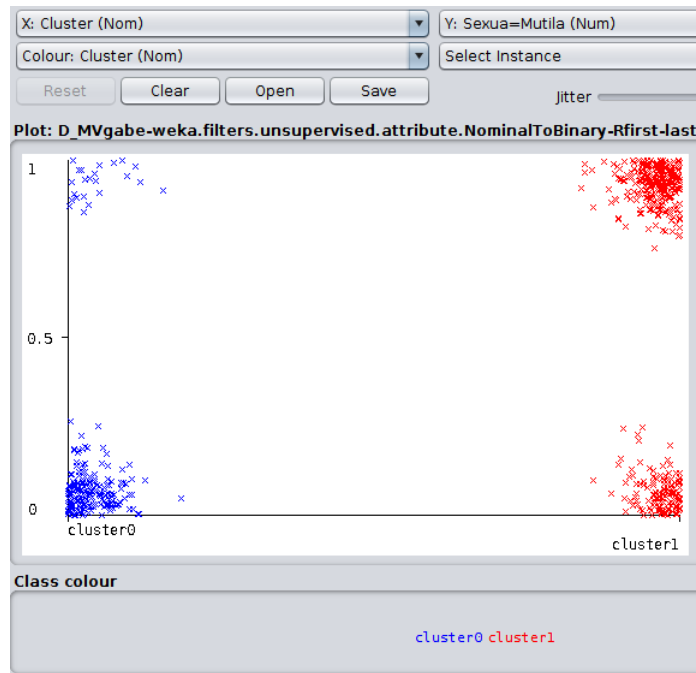 X: Cluster (Nom) Y: Sexua=Mutila (Num)
Colour: Cluster (Nom) Select Instance
Reset Clear Open Save Jitter
Plot: D_MVgabe-weka.filters.unsupervised.attribute.NominalToBinary-Rfirst-last
1
0.5
0
cluster0
cluster1
Class colour
cluster0 cluster1